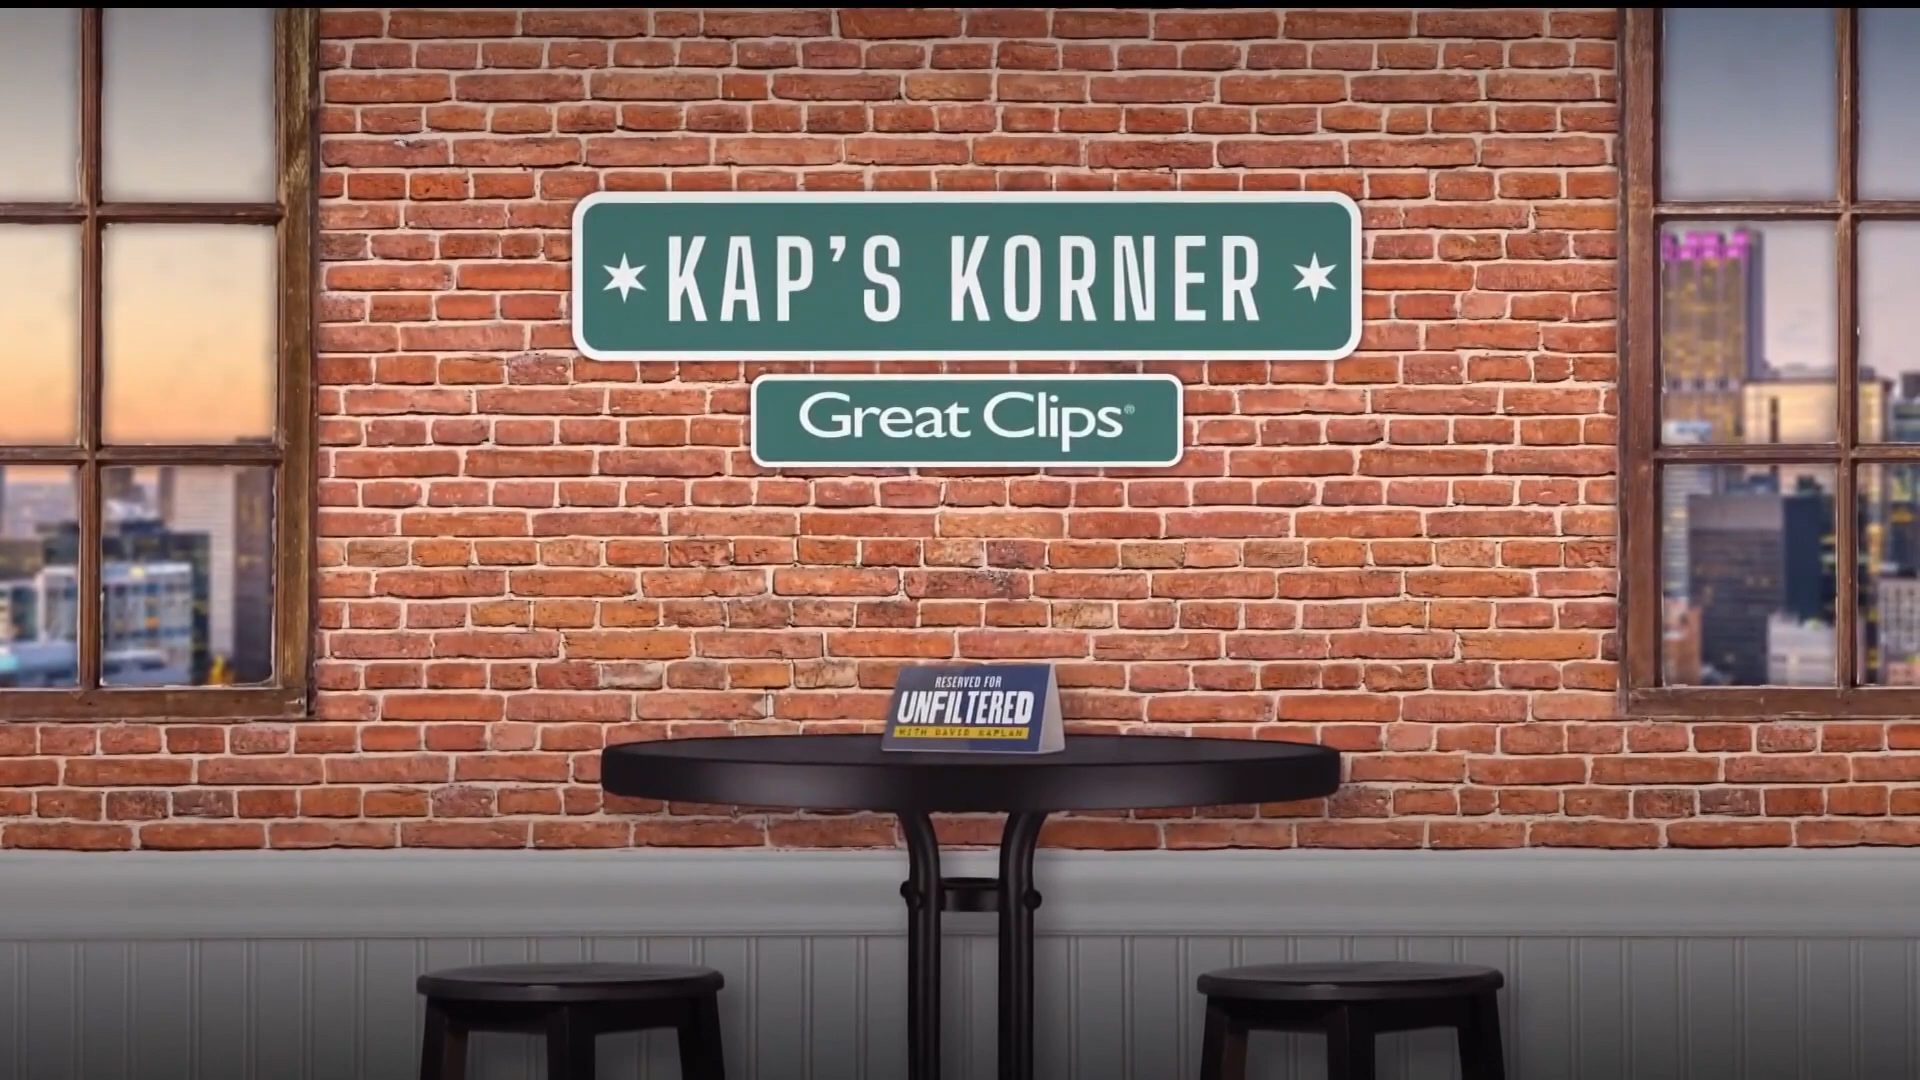 KAP'S KORNER
Great Clips®
RESERVED FOR
UNFILTERED
WITH DAVID KAPLAN